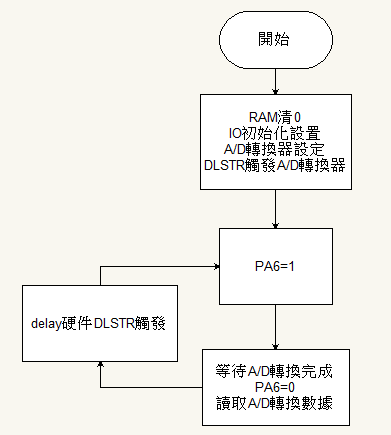 開始
RAM清0
IO初始化設置
A/D轉換器設定
DLSTR觸發A/D轉換器
PA6=1
delay硬件DLSTR觸發
等待A/D轉換完成
PA6=0
讀取A/D轉換數據